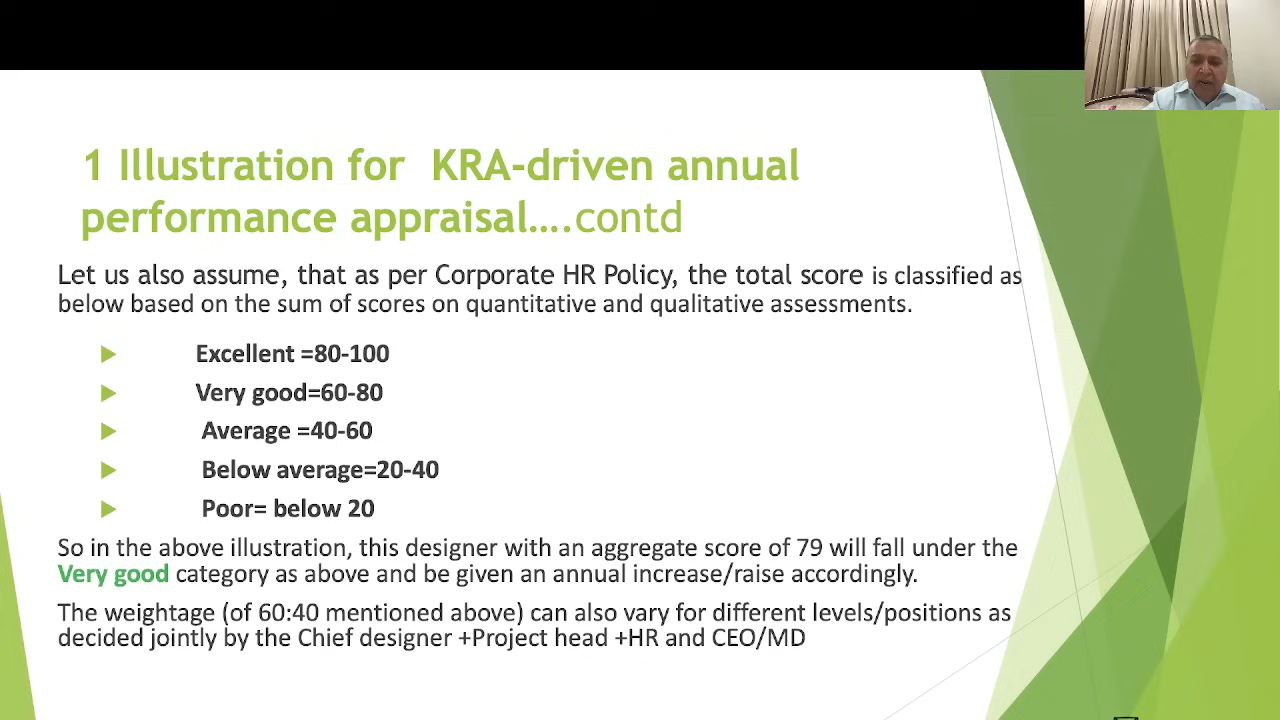 1 Illustration for KRA-driven annual
performance appraisal….contd
Let us also assume, that as per Corporate HR Policy, the total score is classified as
below based on the sum of scores on quantitative and qualitative assessments.
Excellent =80-100
Very good=60-80
Average =40-60
Below average=20-40
Poor= below 20
So in the above illustration, this designer with an aggregate score of 79 will fall under the
Very good category as above and be given an annual increase/raise accordingly.
The weightage (of 60:40 mentioned above) can also vary for different levels/positions as
decided jointly by the Chief designer +Project head +HR and CEO/MD